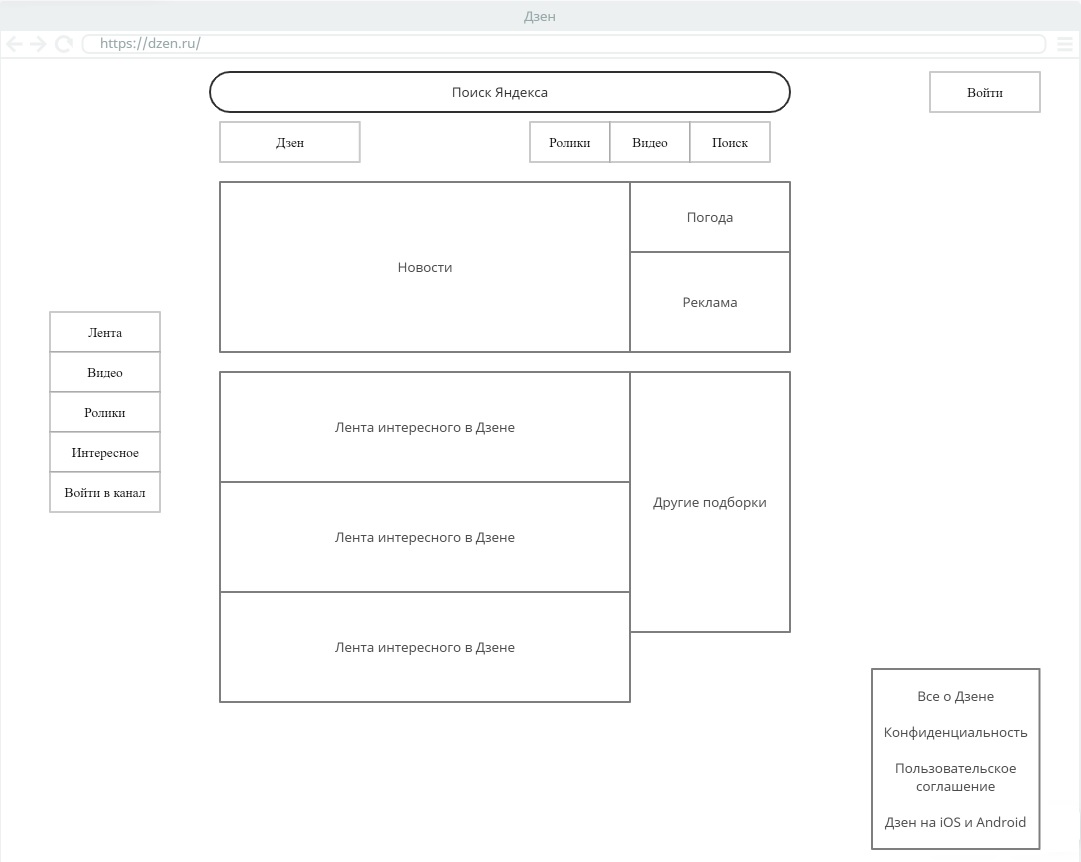 Дзен
https://dzen.ru/
Поиск Яндекса
Войти
Дзен
Ролики
Видео
Поиск
Новости
Погода
Реклама
Лента
Видео
Ролики
Интересное
Войти в канал
Лента интересного в Дзене
Лента интересного в Дзене
Лента интересного в Дзене
Другие подборки
Все о Дзене
Конфиденциальность
Пользовательское
соглашение
Дзен на iOS и Android